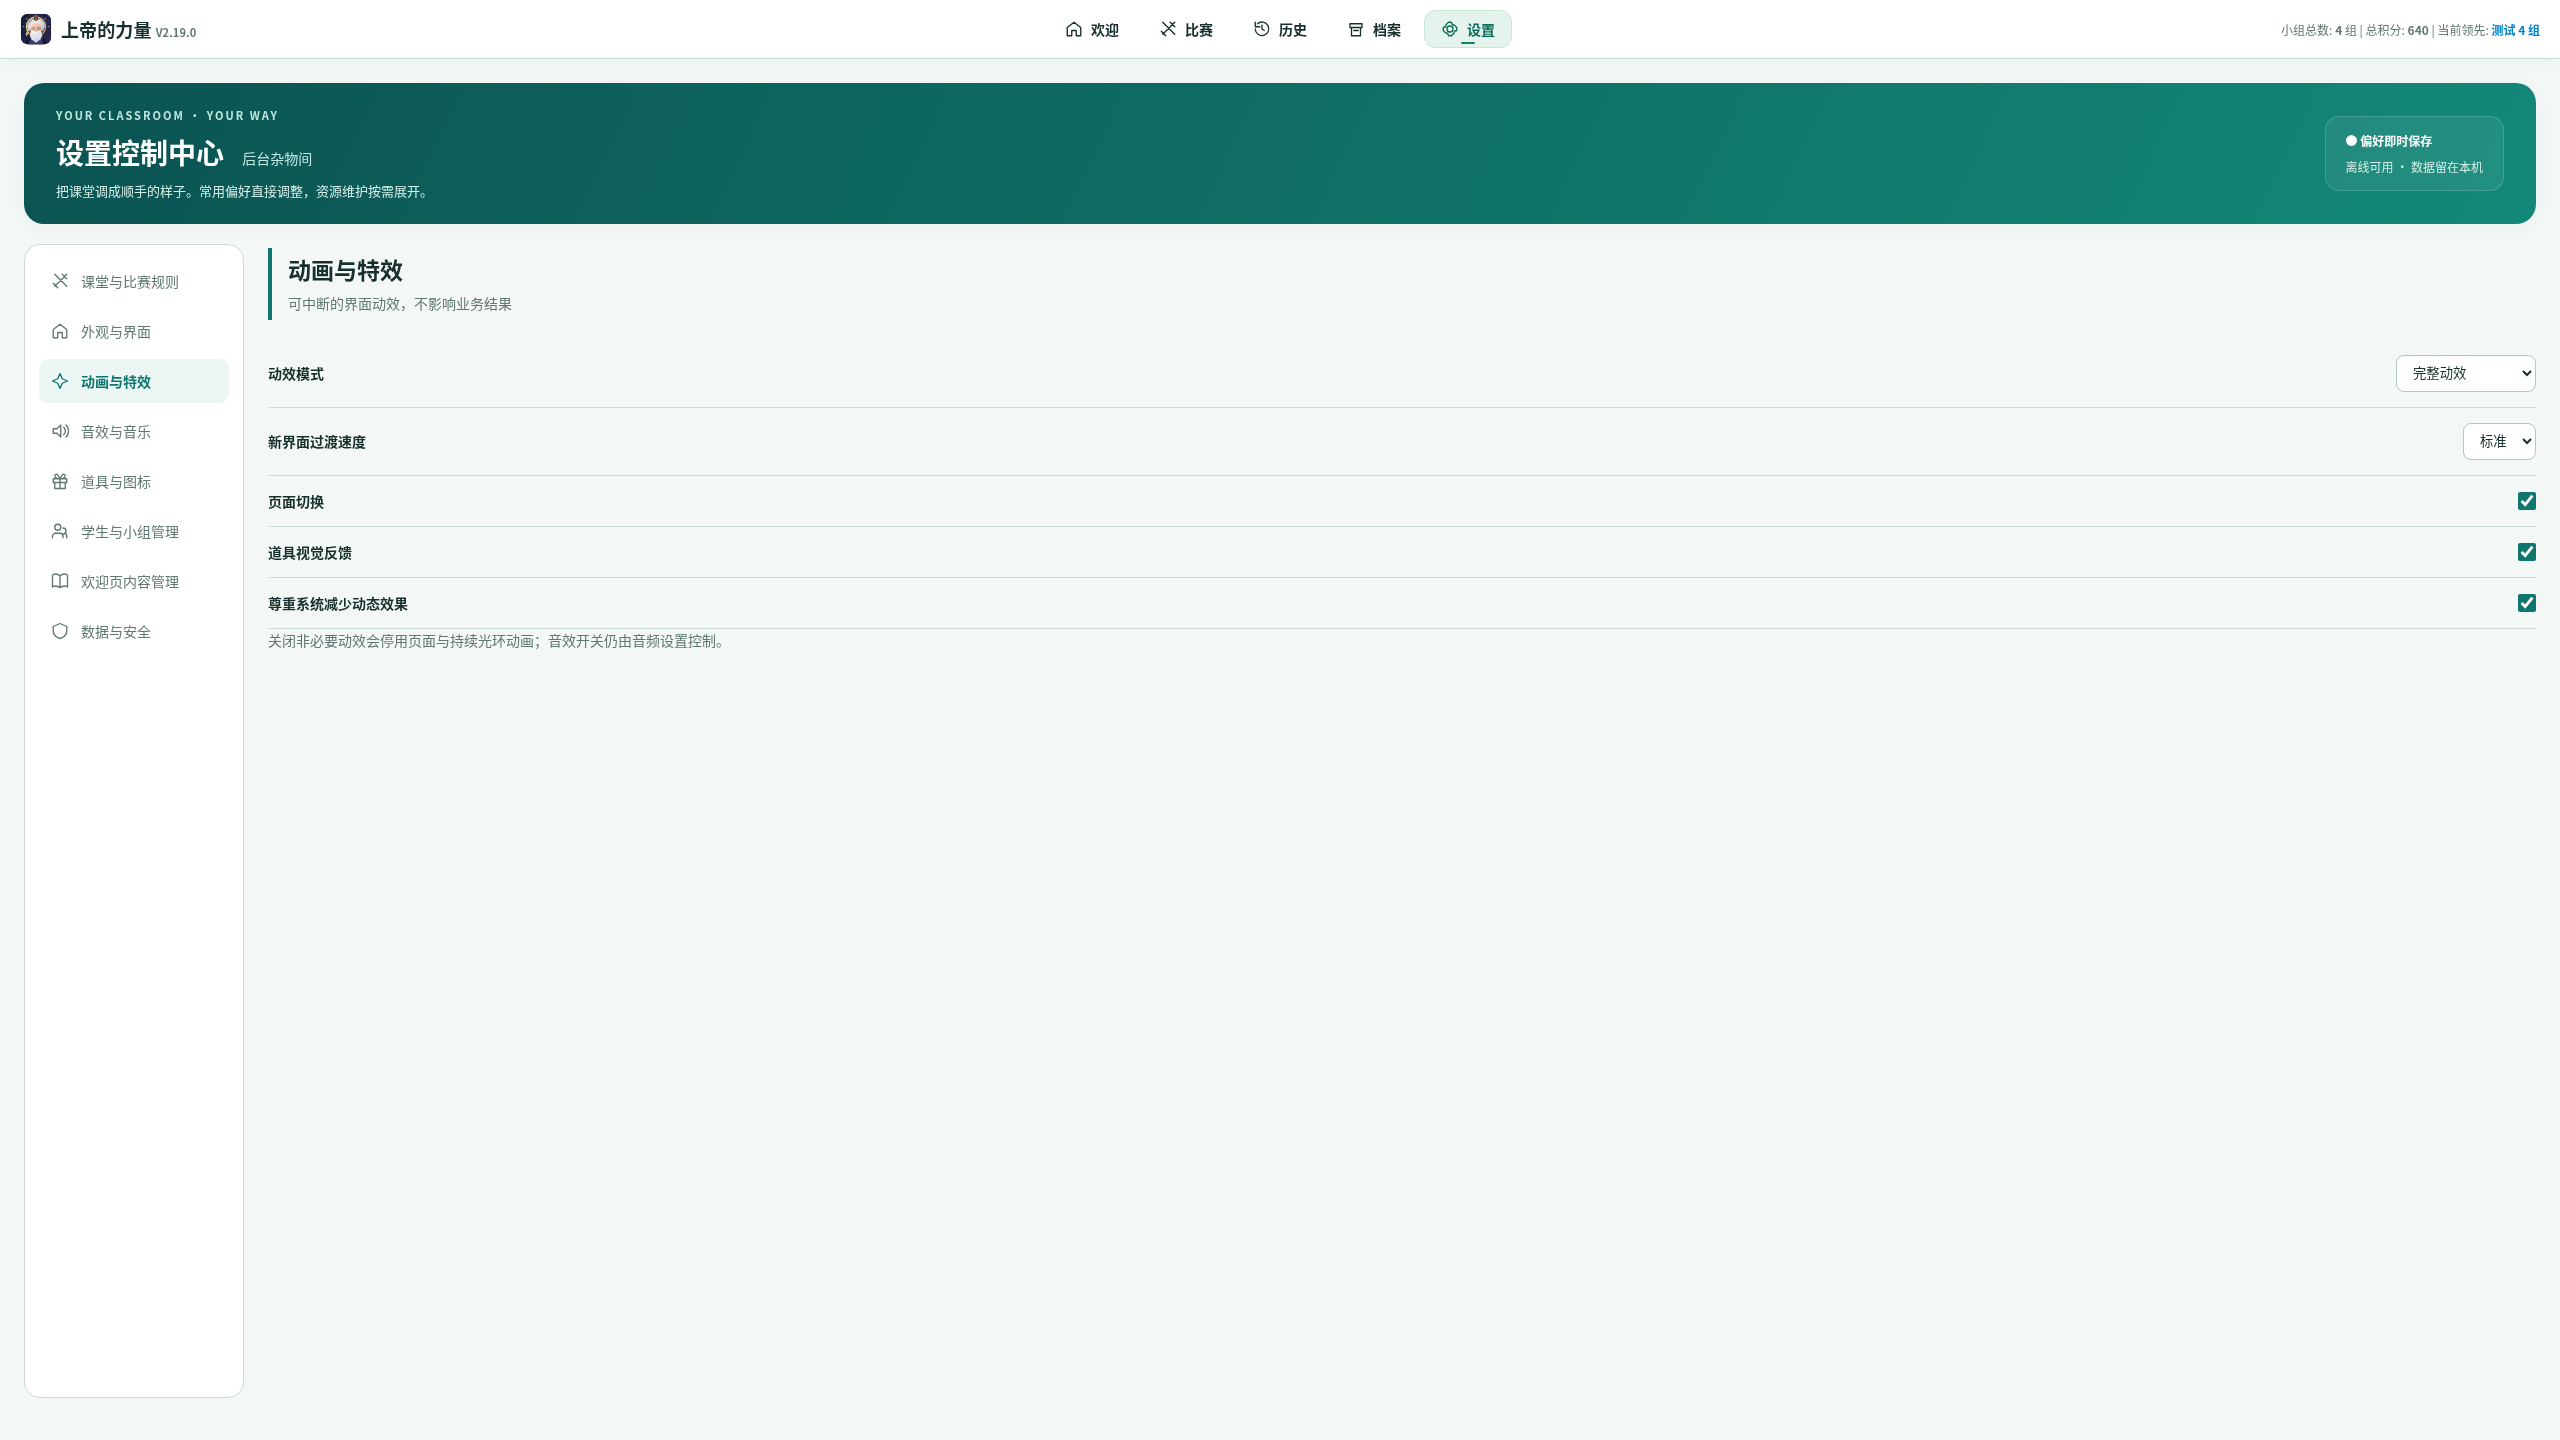 上帝的力量 V2.19.0
欢迎
比赛
历史
档案
设置
小组总数: 4 组 | 总积分: 640 | 当前领先: 测试 4 组
YOUR CLASSROOM · YOUR WAY
设置控制中心 后台杂物间
把课堂调成顺手的样子。常用偏好直接调整，资源维护按需展开。
偏好即时保存
离线可用 · 数据留在本机
课堂与比赛规则
外观与界面
动画与特效
音效与音乐
道具与图标
学生与小组管理
欢迎页内容管理
数据与安全
动画与特效
可中断的界面动效，不影响业务结果
动效模式
完整动效
新界面过渡速度
标准
页面切换
道具视觉反馈
尊重系统减少动态效果
关闭非必要动效会停用页面与持续光环动画；音效开关仍由音频设置控制。